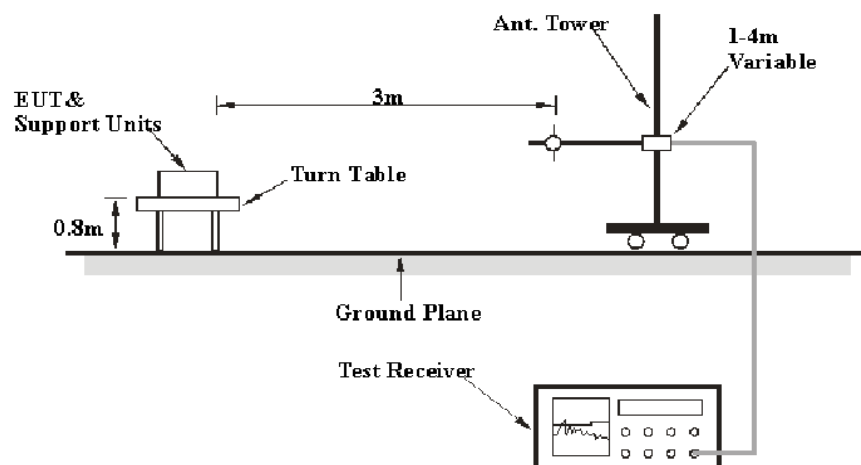 Ant. Tower
1-4m
Variable
3m
EUT&
Support Units
Turn Table
0.8m
Ground Plane
Test Receiver